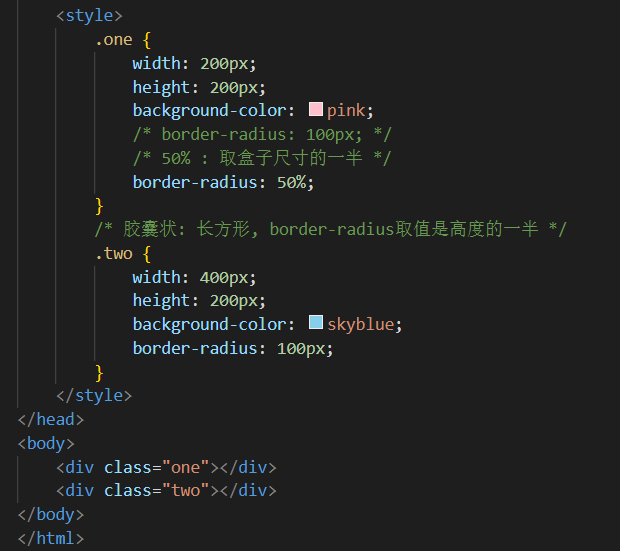 <style>
.one {
width: 200px;
height: 200px;
background-color: pink;
/* border-radius: 100px; */
/* 50% : 取盒子尺寸的一半 */
border-radius: 50%;
}
/* 胶囊状: 长方形, border-radius取值是高度的一半 */
.two {
width: 400px;
height: 200px;
background-color: skyblue;
border-radius: 100px;
}
</style>
</head>
<body>
<div class="one"></div>
<div class="two"></div>
</body>
</html>